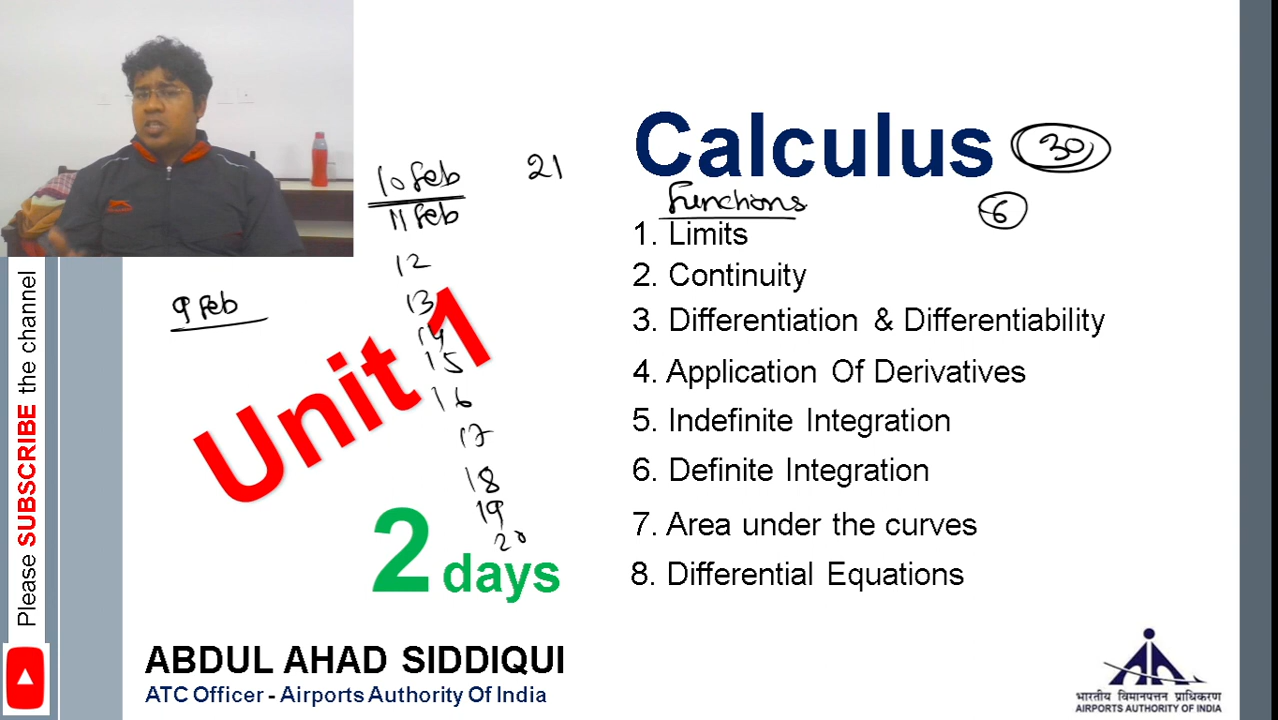 Calculus 30
Functions 6
1. Limits
2. Continuity
3. Differentiation & Differentiability
4. Application Of Derivatives
5. Indefinite Integration
6. Definite Integration
7. Area under the curves
8. Differential Equations
10 Feb 21
11 Feb
12
13
14
15
16
17
18
19
20
9 Feb
Unit 1
2 days
Please SUBSCRIBE the channel
ABDUL AHAD SIDDIQUI
ATC Officer - Airports Authority Of India
भारतीय विमानपत्तन प्राधिकरण
AIRPORTS AUTHORITY OF INDIA